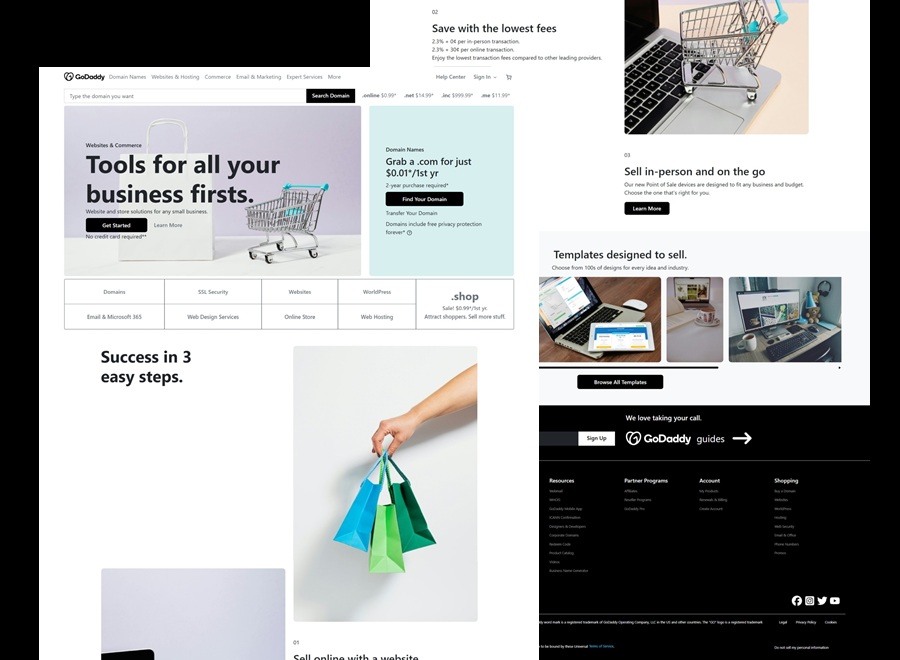 GoDaddy Domain Names Websites & Hosting Commerce Email & Marketing Expert Services More Help Center Sign In
Type the domain you want Search Domain .online $0.99* .net $14.99* .inc $999.99* .me $11.99*
Websites & Commerce
Tools for all your
business firsts.
Website and store solutions for any small business.
Get Started Learn More
No credit card required**
Domain Names
Grab a .com for just
$0.01*/1st yr
2-year purchase required*
Find Your Domain
Transfer Your Domain
Domains include free privacy protection
forever*
Domains SSL Security Websites WordPress
Email & Microsoft 365 Web Design Services Online Store Web Hosting
.shop
Sale! $0.99*/1st yr.
Attract shoppers. Sell more stuff.
Success in 3
easy steps.
01
Sell online with a website
02
Save with the lowest fees
2.3% + 0¢ per in-person transaction.
2.3% + 30¢ per online transaction.
Enjoy the lowest transaction fees compared to other leading providers.
03
Sell in-person and on the go
Our new Point of Sale devices are designed to fit any business and budget.
Choose the one that's right for you.
Learn More
Templates designed to sell.
Choose from 100s of designs for every idea and industry.
Browse All Templates
We love taking your call.
Sign Up GoDaddy guides
Resources
Webmail
WHOIS
GoDaddy Mobile App
ICANN Confirmation
Designers & Developers
Corporate Domains
Redeem Code
Product Catalog
Videos
Business Name Generator
Partner Programs
Affiliates
Reseller Programs
GoDaddy Pro
Account
My Products
Renewals & Billing
Create Account
Shopping
Buy a Domain
Websites
WordPress
Hosting
Web Security
Email & Office
Phone Numbers
Promos
word mark is a registered trademark of GoDaddy Operating Company, LLC in the US and other countries. The "GO" logo is a registered trademark
Legal Privacy Policy Cookies
to be bound by these Universal Terms of Service.
Do not sell my personal information